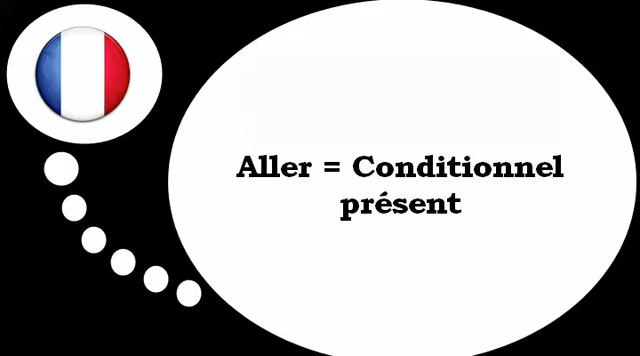 Aller = Conditionnel
présent